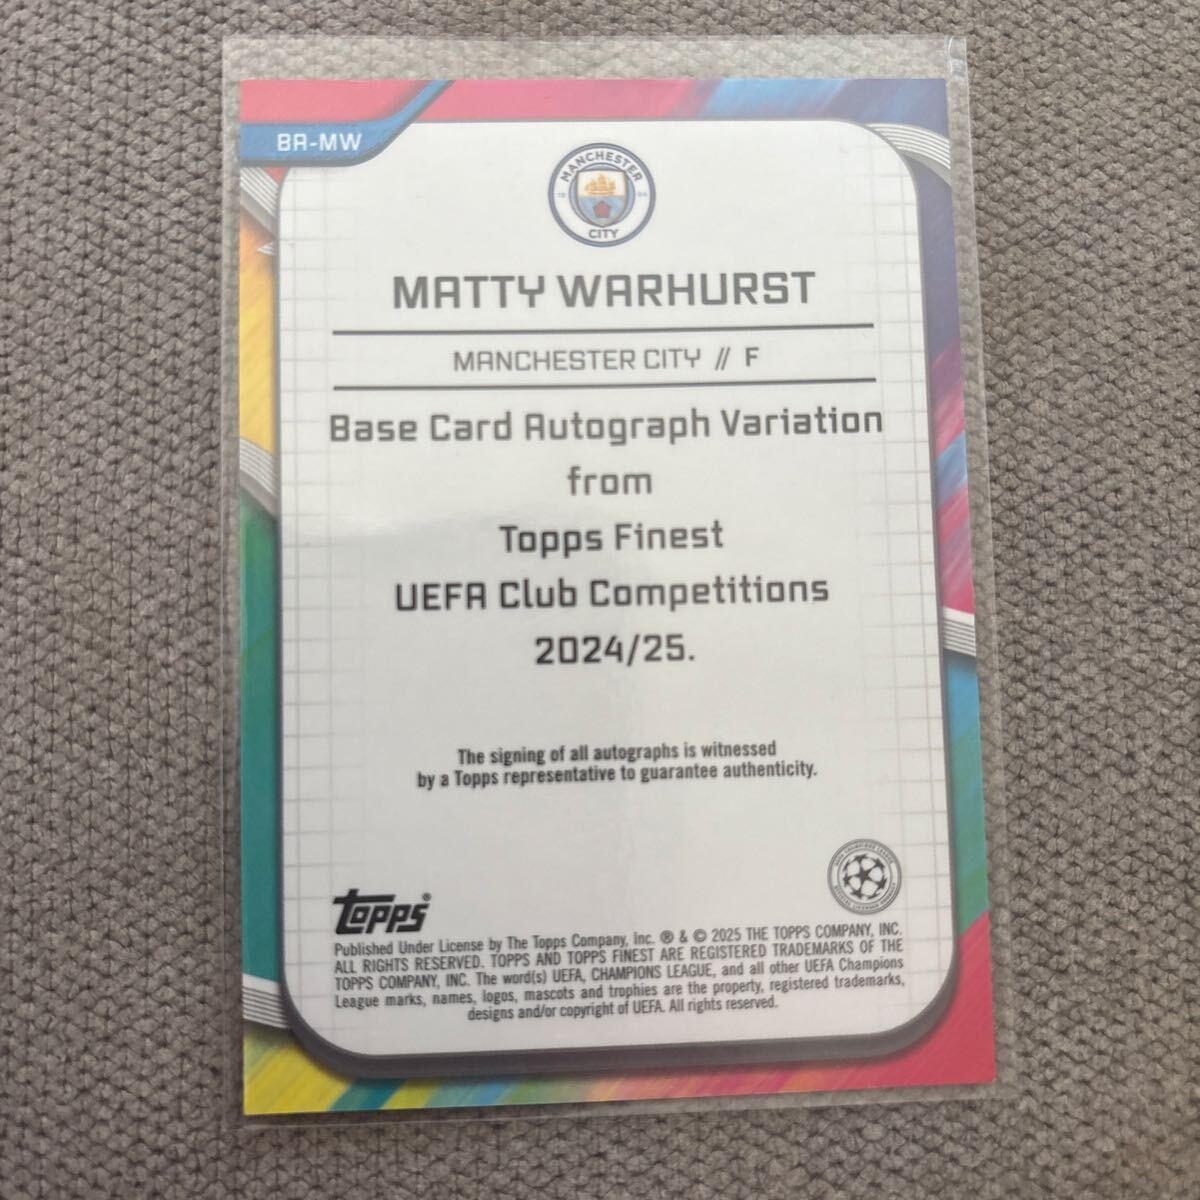 BA-MW
MANCHESTER
CITY
MATTY WARHURST
MANCHESTER CITY // F
Base Card Autograph Variation
from
Topps Finest
UEFA Club Competitions
2024/25.
The signing of all autographs is witnessed
by a Topps representative to guarantee authenticity.
topps®
Published Under License by The Topps Company, Inc. ® & © 2025 THE TOPPS COMPANY, INC.
ALL RIGHTS RESERVED. TOPPS AND TOPPS FINEST ARE REGISTERED TRADEMARKS OF THE
TOPPS COMPANY, INC. The word(s) UEFA, CHAMPIONS LEAGUE, and all other UEFA Champions
League marks, names, logos, mascots and trophies are the property, registered trademarks,
designs and/or copyright of UEFA. All rights reserved.